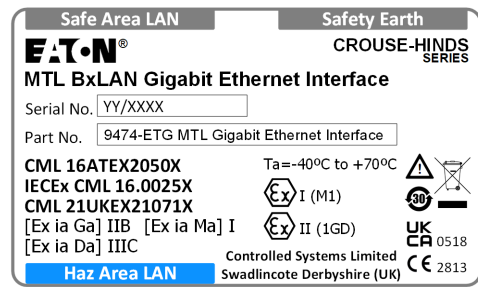 Safe Area LAN Safety Earth
EATON® CROUSE-HINDS
SERIES
MTL BxLAN Gigabit Ethernet Interface
Serial No. YY/XXXX
Part No. 9474-ETG MTL Gigabit Ethernet Interface
CML 16ATEX2050X Ta=-40ºC to +70ºC
IECEx CML 16.0025X Ex I (M1)
CML 21UKEX21071X 30
[Ex ia Ga] IIB [Ex ia Ma] I Ex II (1GD) UK
[Ex ia Da] IIIC CA 0518
Controlled Systems Limited
Haz Area LAN Swadlincote Derbyshire (UK) CE 2813